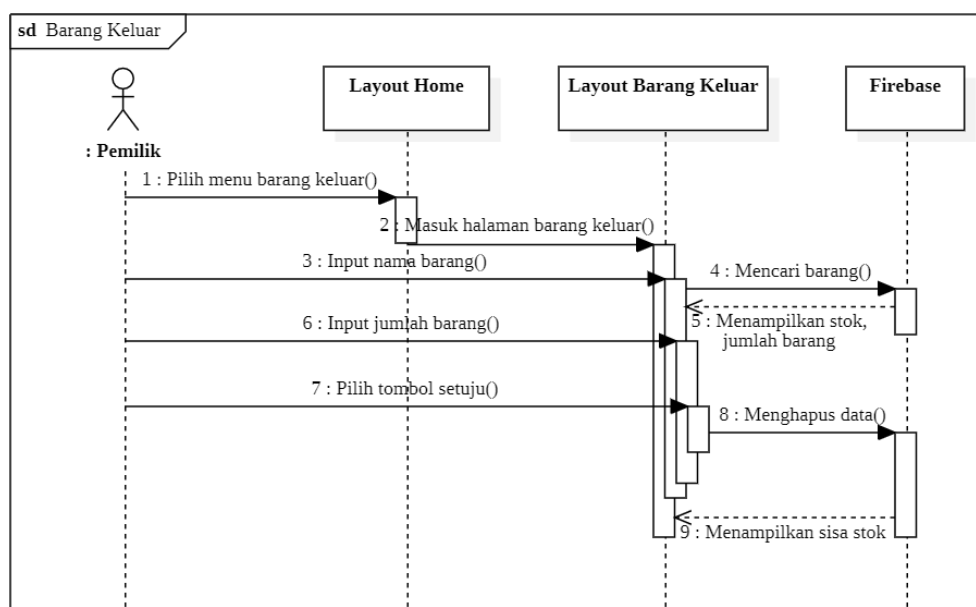 sd Barang Keluar
Layout Home
Layout Barang Keluar
Firebase
: Pemilik
1 : Pilih menu barang keluar()
2 : Masuk halaman barang keluar()
3 : Input nama barang()
4 : Mencari barang()
5 : Menampilkan stok,
jumlah barang
6 : Input jumlah barang()
7 : Pilih tombol setuju()
8 : Menghapus data()
9 : Menampilkan sisa stok